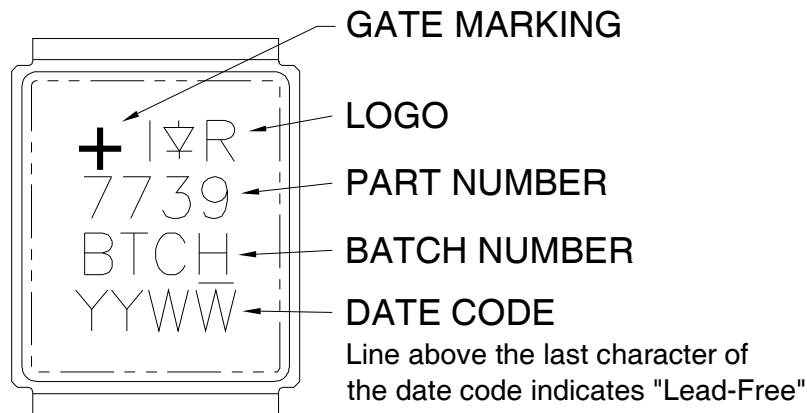 GATE MARKING
+ I R
LOGO
7739
PART NUMBER
BTCH
BATCH NUMBER
YYWW̅
DATE CODE
Line above the last character of
the date code indicates "Lead-Free"